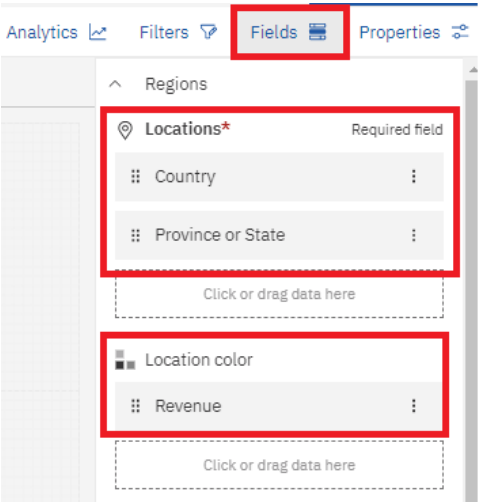 Analytics Filters Fields Properties
Regions
Locations* Required field
Country
Province or State
Click or drag data here
Location color
Revenue
Click or drag data here